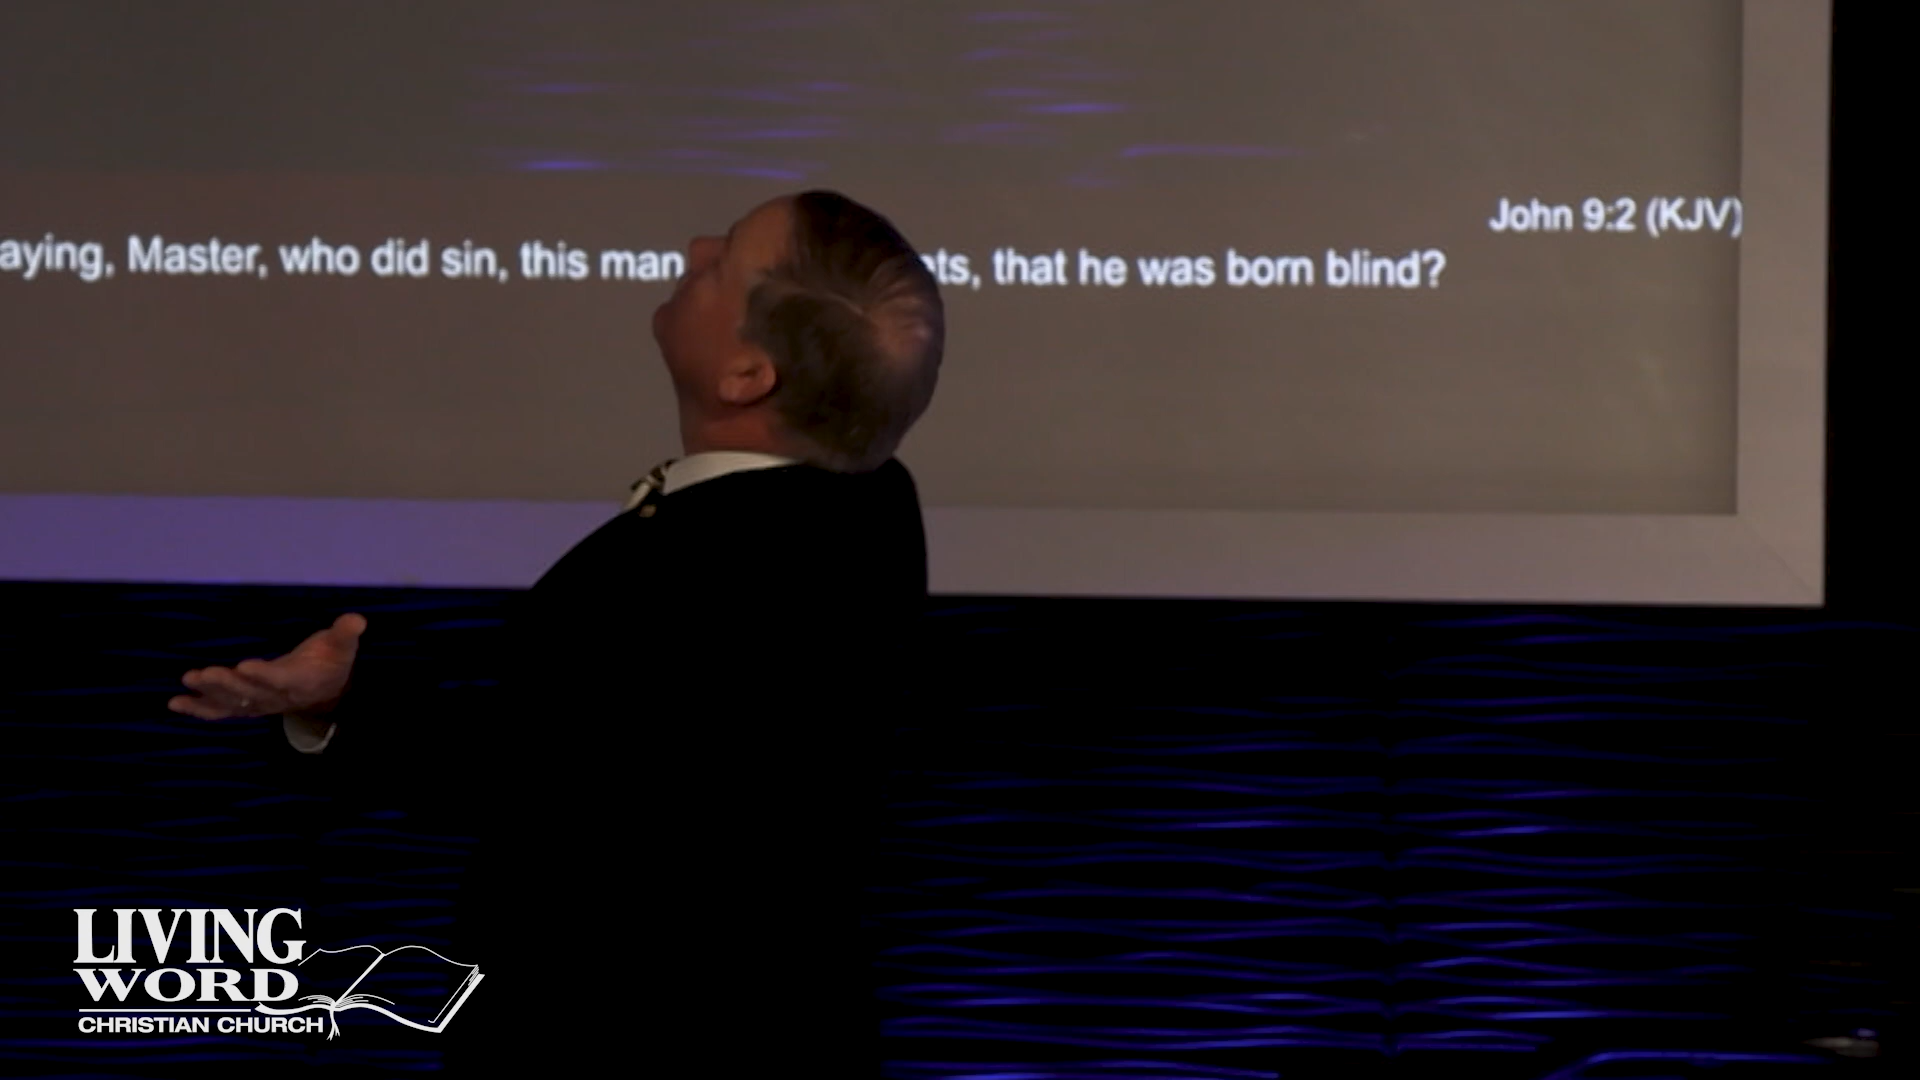 John 9:2 (KJV)
aying, Master, who did sin, this man ts, that he was born blind?
LIVING
WORD
CHRISTIAN CHURCH